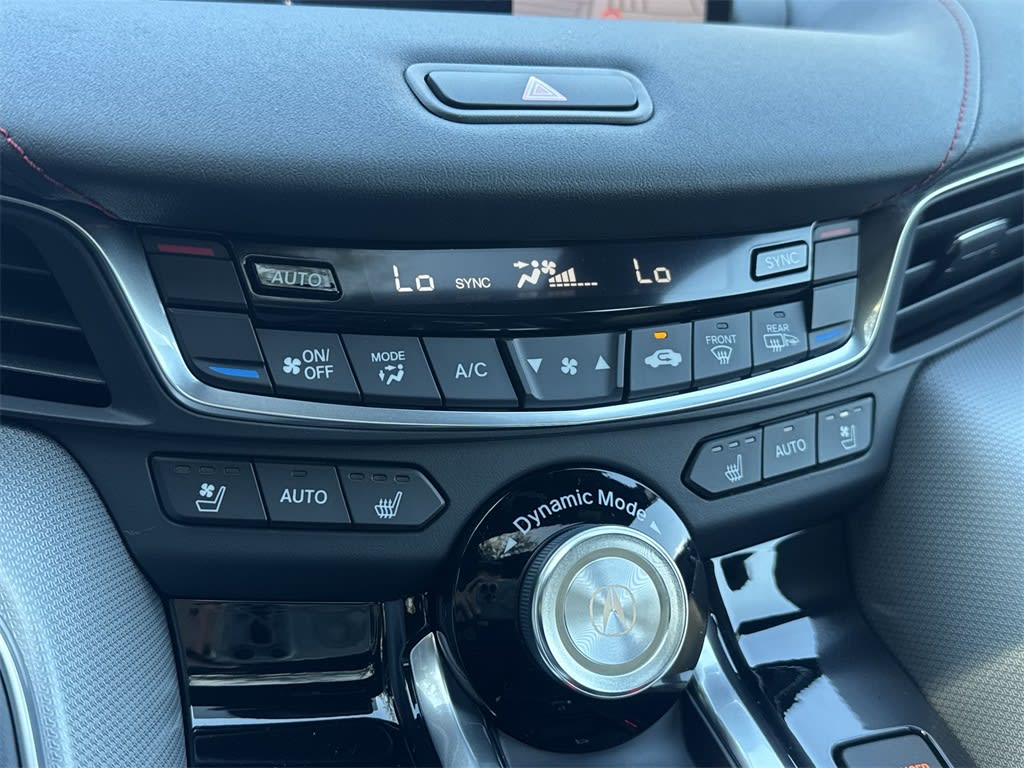 AUTO
Lo
SYNC
Lo
SYNC
ON/
OFF
MODE
A/C
FRONT
REAR
AUTO
AUTO
Dynamic Mode